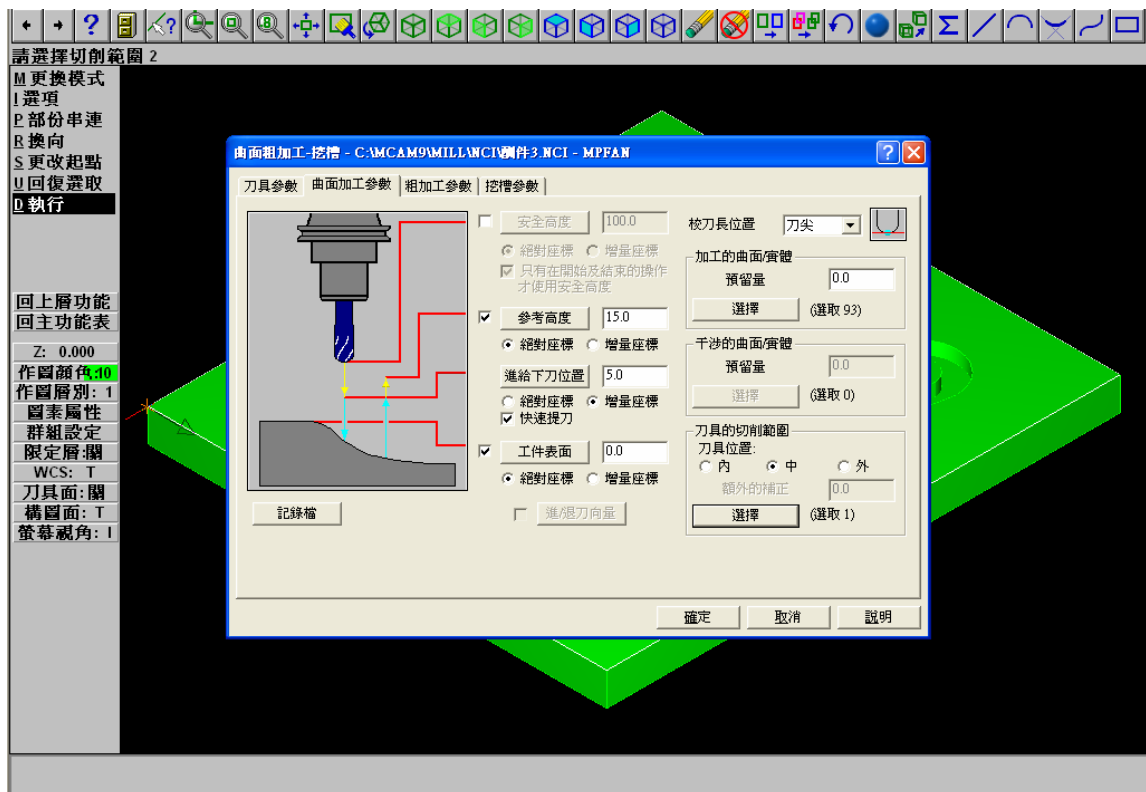 請選擇切削範圍 2
M更換模式
I選項
P部份串連
R換向
S更改起點
U回復選取
D執行
回上層功能
回主功能表
Z: 0.000
作圖顏色:10
作圖層別: 1
圖素屬性
群組設定
限定層:關
WCS: T
刀具面:關
構圖面: T
螢幕視角: I
曲面粗加工-挖槽 - C:\MCAM9\MILL\NCI\銅件3.NCI - MPFAN
刀具參數 曲面加工參數 粗加工參數 挖槽參數
安全高度 100.0
絕對座標 增量座標
只有在開始及結束的操作
才使用安全高度
參考高度 15.0
絕對座標 增量座標
進給下刀位置 5.0
絕對座標 增量座標
快速提刀
工件表面 0.0
絕對座標 增量座標
記錄檔
進/退刀向量
校刀長位置 刀尖
加工的曲面/實體
預留量 0.0
選擇 (選取 93)
干涉的曲面/實體
預留量 0.0
選擇 (選取 0)
刀具的切削範圍
刀具位置:
內 中 外
額外的補正 0.0
選擇 (選取 1)
確定 取消 說明